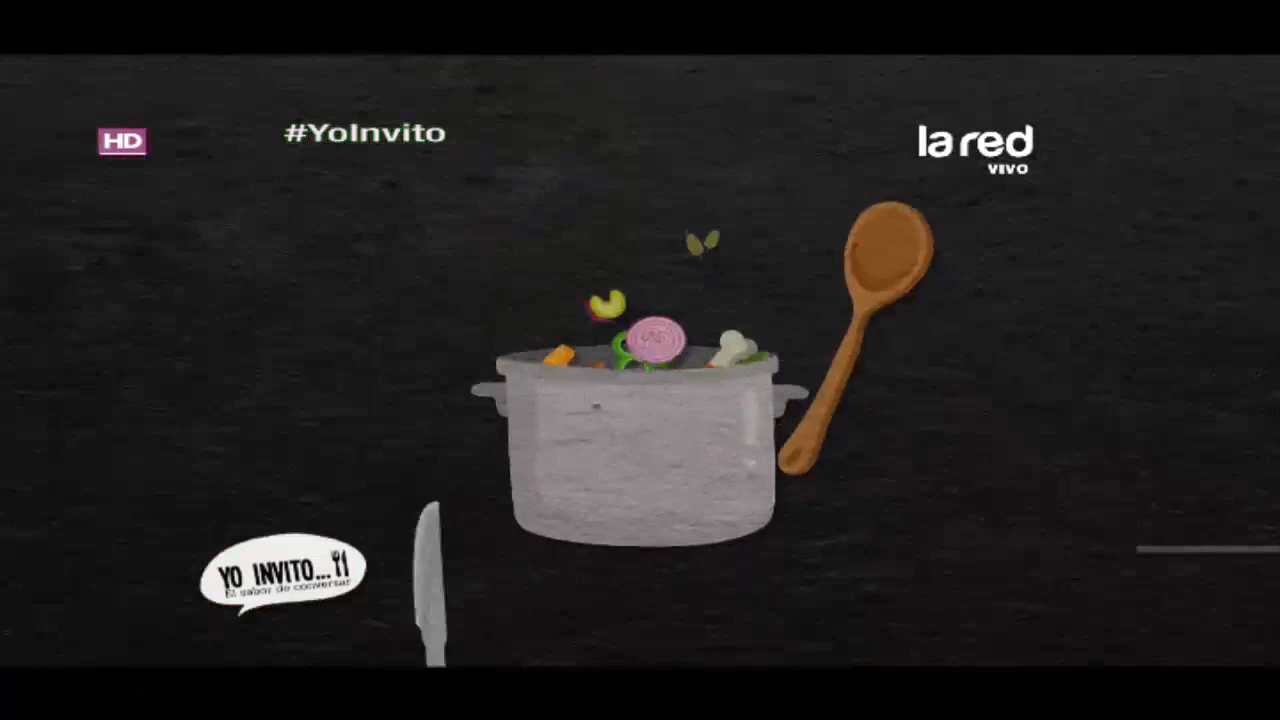 HD
#YoInvito
la red
VIVO
YO INVITO...
El sabor de conversar